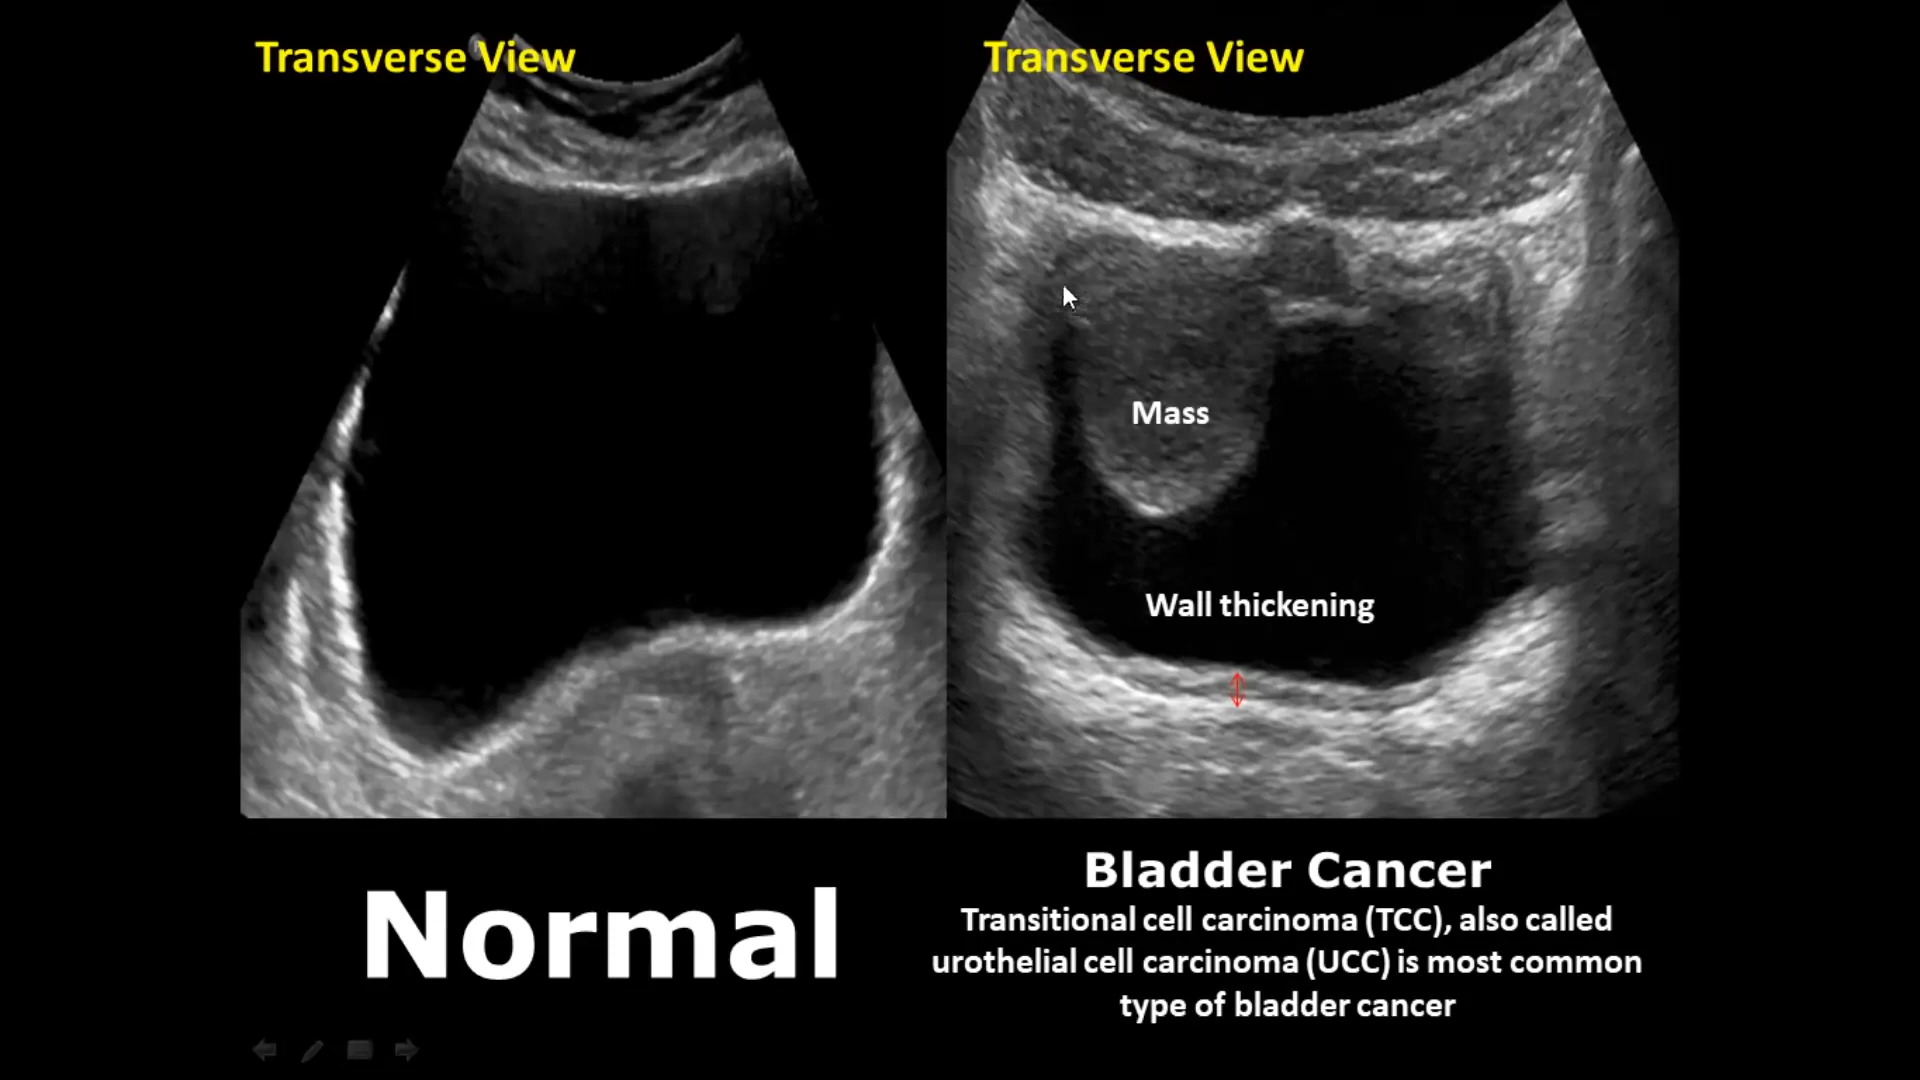 Transverse View
Transverse View
Mass
Wall thickening
Normal
Bladder Cancer
Transitional cell carcinoma (TCC), also called
urothelial cell carcinoma (UCC) is most common
type of bladder cancer